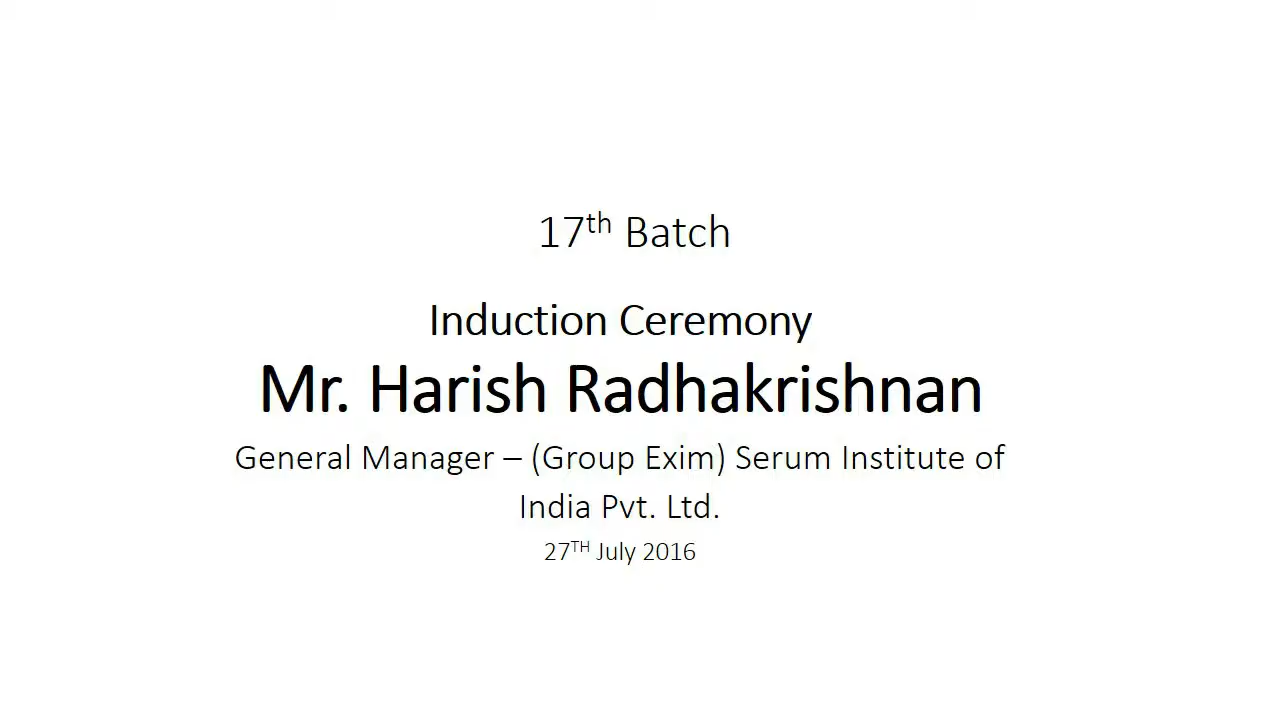 17th Batch
Induction Ceremony
Mr. Harish Radhakrishnan
General Manager – (Group Exim) Serum Institute of
India Pvt. Ltd.
27TH July 2016